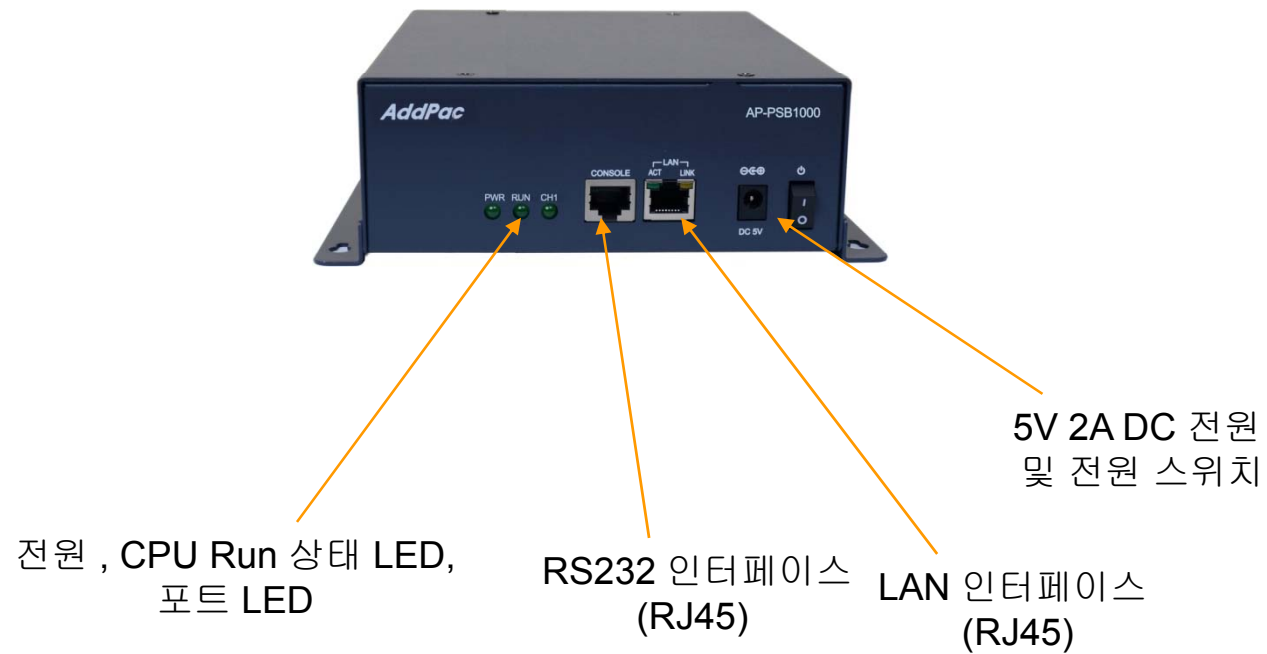 AddPac
AP-PSB1000
LAN
CONSOLE
ACT
LINK
PWR
RUN
CH1
DC 5V
I
O
5V 2A DC 전원
및 전원 스위치
전원 , CPU Run 상태 LED,
포트 LED
RS232 인터페이스
(RJ45)
LAN 인터페이스
(RJ45)